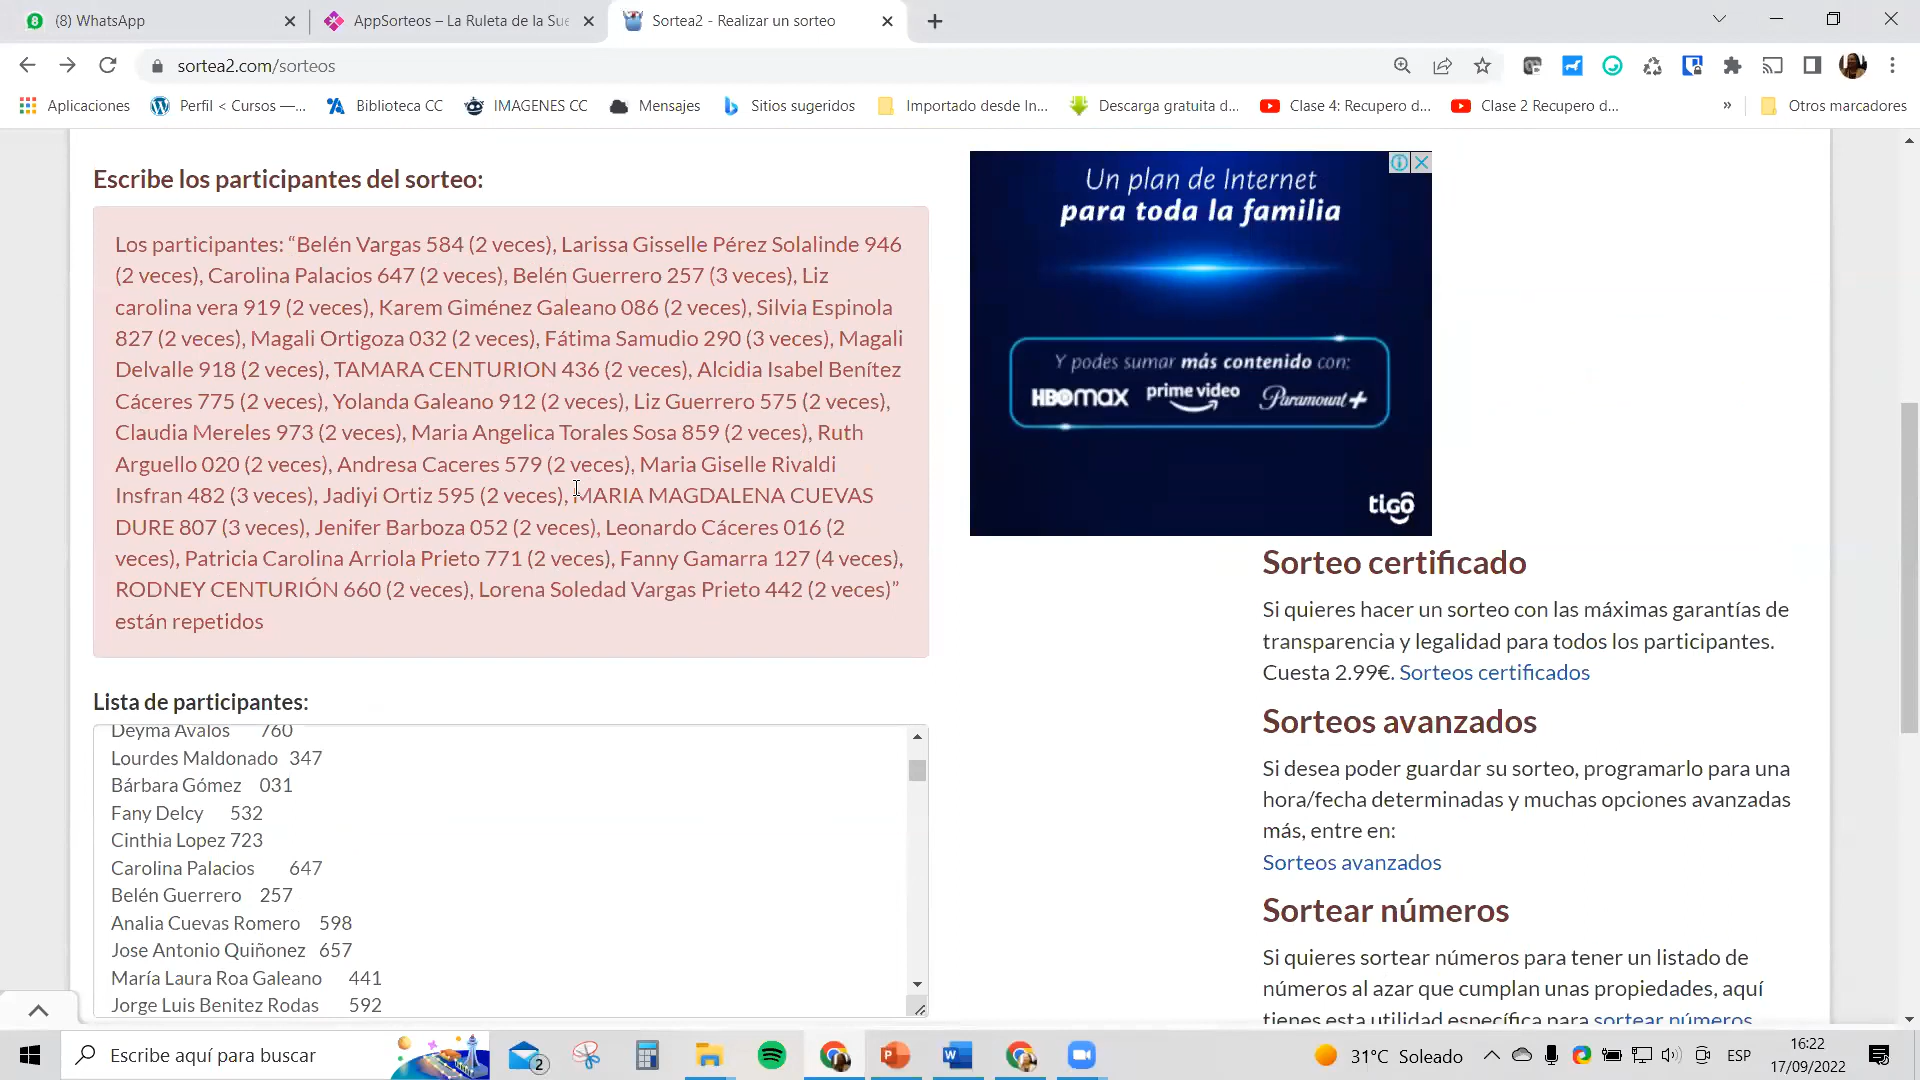 (8) WhatsApp
AppSorteos – La Ruleta de la Sue
Sortea2 - Realizar un sorteo
sortea2.com/sorteos
Aplicaciones
Perfil < Cursos —...
Biblioteca CC
IMAGENES CC
Mensajes
Sitios sugeridos
Importado desde In...
Descarga gratuita d...
Clase 4: Recupero d...
Clase 2 Recupero d...
»
Otros marcadores
Escribe los participantes del sorteo:
Los participantes: “Belén Vargas 584 (2 veces), Larissa Gisselle Pérez Solalinde 946
(2 veces), Carolina Palacios 647 (2 veces), Belén Guerrero 257 (3 veces), Liz
carolina vera 919 (2 veces), Karem Giménez Galeano 086 (2 veces), Silvia Espinola
827 (2 veces), Magali Ortigoza 032 (2 veces), Fátima Samudio 290 (3 veces), Magali
Delvalle 918 (2 veces), TAMARA CENTURION 436 (2 veces), Alcidia Isabel Benítez
Cáceres 775 (2 veces), Yolanda Galeano 912 (2 veces), Liz Guerrero 575 (2 veces),
Claudia Mereles 973 (2 veces), Maria Angelica Torales Sosa 859 (2 veces), Ruth
Arguello 020 (2 veces), Andresa Caceres 579 (2 veces), Maria Giselle Rivaldi
Insfran 482 (3 veces), Jadiyi Ortiz 595 (2 veces), MARIA MAGDALENA CUEVAS
DURE 807 (3 veces), Jenifer Barboza 052 (2 veces), Leonardo Cáceres 016 (2
veces), Patricia Carolina Arriola Prieto 771 (2 veces), Fanny Gamarra 127 (4 veces),
RODNEY CENTURIÓN 660 (2 veces), Lorena Soledad Vargas Prieto 442 (2 veces)”
están repetidos
Lista de participantes:
Deyma Avalos 760
Lourdes Maldonado 347
Bárbara Gómez 031
Fany Delcy 532
Cinthia Lopez 723
Carolina Palacios 647
Belén Guerrero 257
Analia Cuevas Romero 598
Jose Antonio Quiñonez 657
María Laura Roa Galeano 441
Jorge Luis Benitez Rodas 592
Un plan de Internet
para toda la familia
Y podes sumar más contenido con:
HBOMAX prime video Paramount+
tigo
Sorteo certificado
Si quieres hacer un sorteo con las máximas garantías de
transparencia y legalidad para todos los participantes.
Cuesta 2.99€. Sorteos certificados
Sorteos avanzados
Si desea poder guardar su sorteo, programarlo para una
hora/fecha determinadas y muchas opciones avanzadas
más, entre en:
Sorteos avanzados
Sortear números
Si quieres sortear números para tener un listado de
números al azar que cumplan unas propiedades, aquí
tienes esta utilidad específica para sortear números
Escribe aquí para buscar
2
31°C Soleado
ESP
16:22
17/09/2022